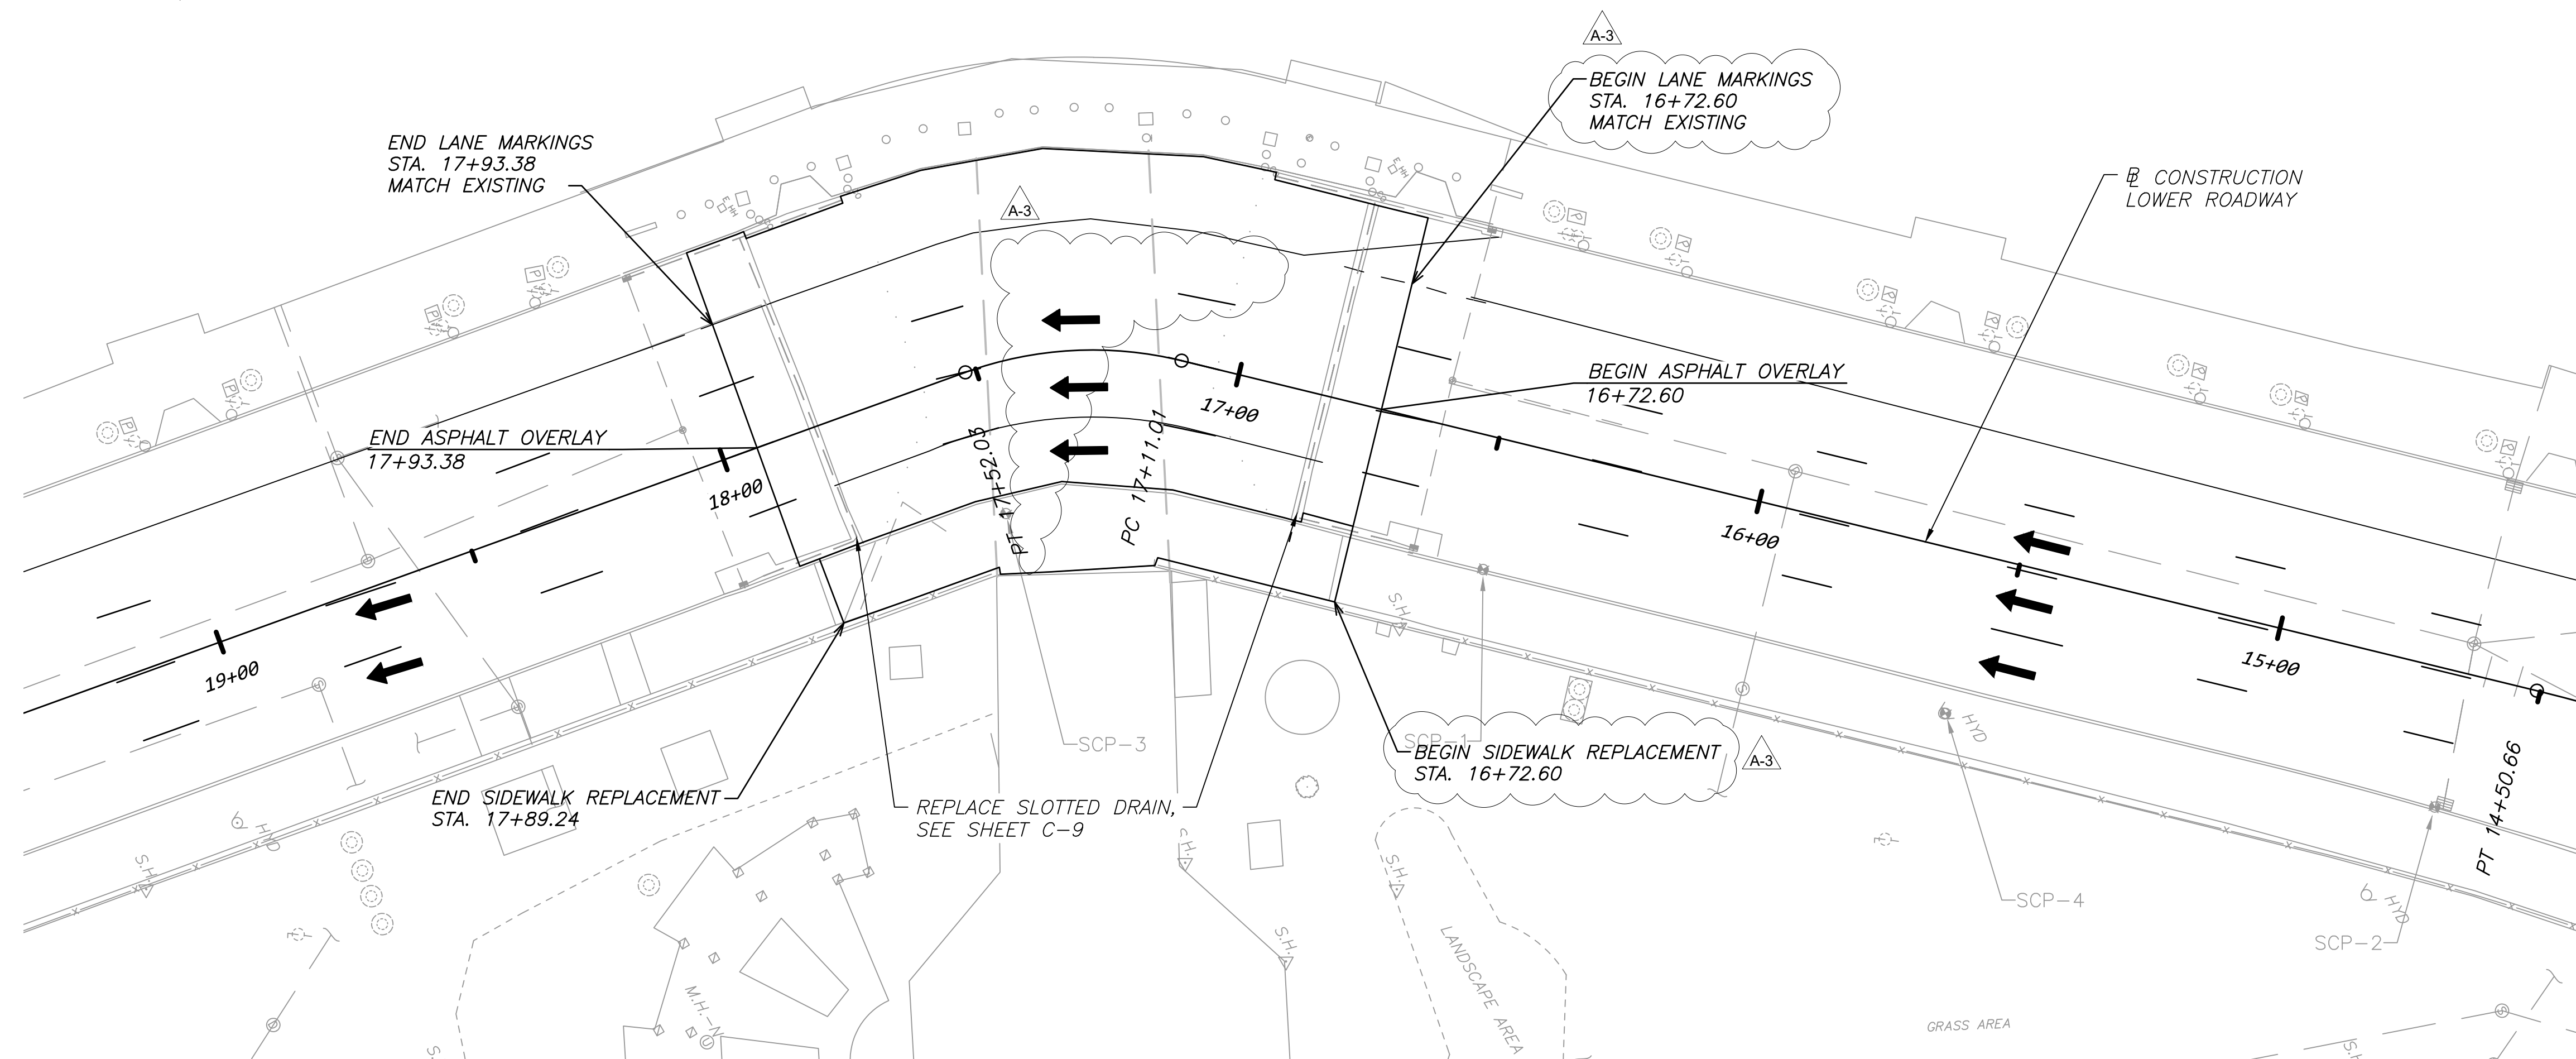 A-3
BEGIN LANE MARKINGS
STA. 16+72.60
MATCH EXISTING
END LANE MARKINGS
STA. 17+93.38
MATCH EXISTING
A-3
E HH
E HH
BL CONSTRUCTION
LOWER ROADWAY
BEGIN ASPHALT OVERLAY
16+72.60
END ASPHALT OVERLAY
17+93.38
17+00
18+00
PT 17+52.03
PC 17+11.01
16+00
15+00
19+00
PT 14+50.66
S.H.
HYD
SCP-3
SCP-1
BEGIN SIDEWALK REPLACEMENT
STA. 16+72.60
A-3
END SIDEWALK REPLACEMENT
STA. 17+89.24
REPLACE SLOTTED DRAIN,
SEE SHEET C-9
HYD
S.H.
S.H.
S.H.
S.H.
SCP-4
HYD
SCP-2
LANDSCAPE AREA
M.H.-N
GRASS AREA
S.H.
S.H.